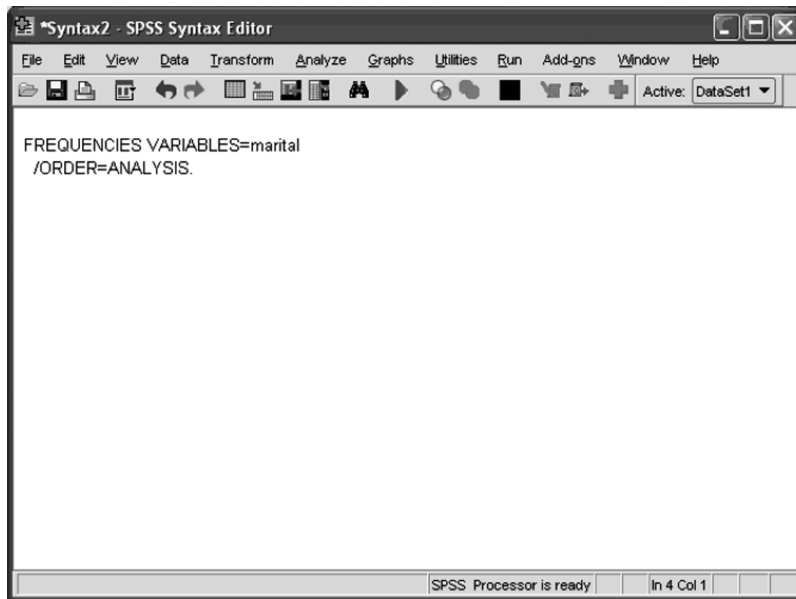 *Syntax2 - SPSS Syntax Editor
File Edit View Data Transform Analyze Graphs Utilities Run Add-ons Window Help
Active: DataSet1
FREQUENCIES VARIABLES=marital
/ORDER=ANALYSIS.
SPSS Processor is ready In 4 Col 1